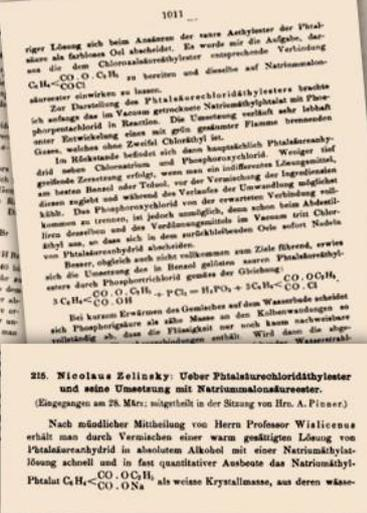 1011
riger Lösung sich beim Ansäuren der saure Aethylester der Phtal-
säure als farbloses Oel abscheidet. Es wurde mir die Aufgabe, das
aus die dem Chloroxalsäureäthylester entsprechende Verbindung
C₆H₄<CO.O.C₂H₅ COCl zu bereiten und dieselbe auf Natriummalon-
säureester einwirken zu lassen.
Zur Darstellung des Phtalsäurechloridäthylesters brachte
ich anfangs das im Vacuum getrocknete Natriumäthylphtalat mit Phos-
phorpentachlorid in Reaction. Die Umsetzung verläuft sehr lebhaft
unter Entwickelung eines mit grün gesäumter Flamme brennenden
Gases, welches ohne Zweifel Chloräthyl ist.
Im Rückstande befindet sich dann hauptsächlich Phtalsäureanhy-
drid neben Chlornatrium und Phosphoroxychlorid. Weniger tief
greifende Zersetzung erfolgt, wenn man ein indifferentes Lösungsmittel,
am besten Benzol oder Toluol, vor der Vermischung der Ingredienzien
diesen zugiebt und während des Verlaufes der Umwandlung möglichst
kühlt. Das Phosphoroxychlorid von der erwarteten Verbindung voll-
kommen zu trennen, ist jedoch unmöglich, denn schon beim Abdestil-
liren desselben und des Verdünnungsmittels im Vacuum tritt Chlor-
äthyl aus, so dass sich in dem zurückbleibenden Oele sofort Nadeln
von Phtalsäureanhydrid abscheiden.
Besser, obgleich auch nicht vollkommen zum Ziele führend, erwies
sich die Umsetzung des in Benzol gelösten sauren Phtalsäureäthyl-
esters durch Phosphortrichlorid gemäss der Gleichung:
3 C₆H₄<CO.O.C₂H₅ CO.OH + PCl₃ = H₃PO₃ + 3 C₆H₄<CO.OC₂H₅ CO.Cl
Bei kurzem Erwärmen des Gemisches auf dem Wasserbade scheidet
sich Phosphorigsäure als zähe Masse an den Kolbenwandungen so
vollständig ab, dass die Flüssigkeit nur noch kaum nachweisbare
enthält. Wird dann die abge-
215. Nicolaus Zelinsky: Ueber Phtalsäurechloridäthylester
und seine Umsetzung mit Natriummalonsäureester.
(Eingegangen am 28. März; mitgetheilt in der Sitzung von Hrn. A. Pinner.)
Nach mündlicher Mittheilung von Herrn Professor Wislicenus
erhält man durch Vermischen einer warm gesättigten Lösung von
Phtalsäureanhydrid in absolutem Alkohol mit einer Natriumäthylat-
lösung schnell und in fast quantitativer Ausbeute das Natriumäthyl-
Phtalat C₆H₄<CO.OC₂H₅ CO.ONa als weisse Krystallmasse, aus deren wässe-